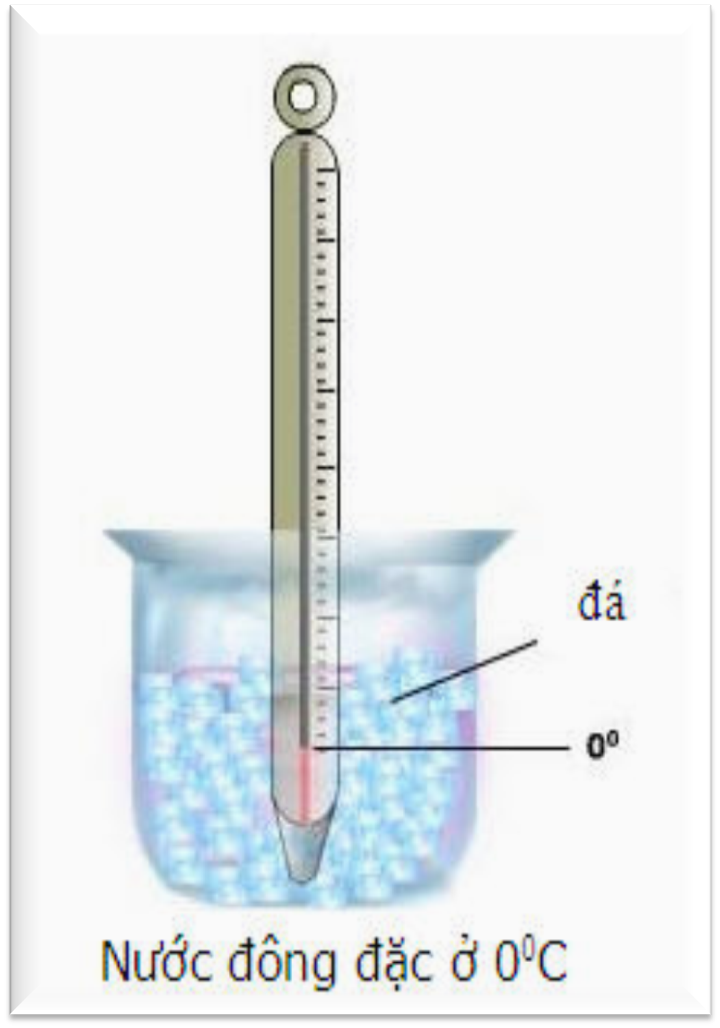 đá
0⁰
Nước đông đặc ở 0⁰C